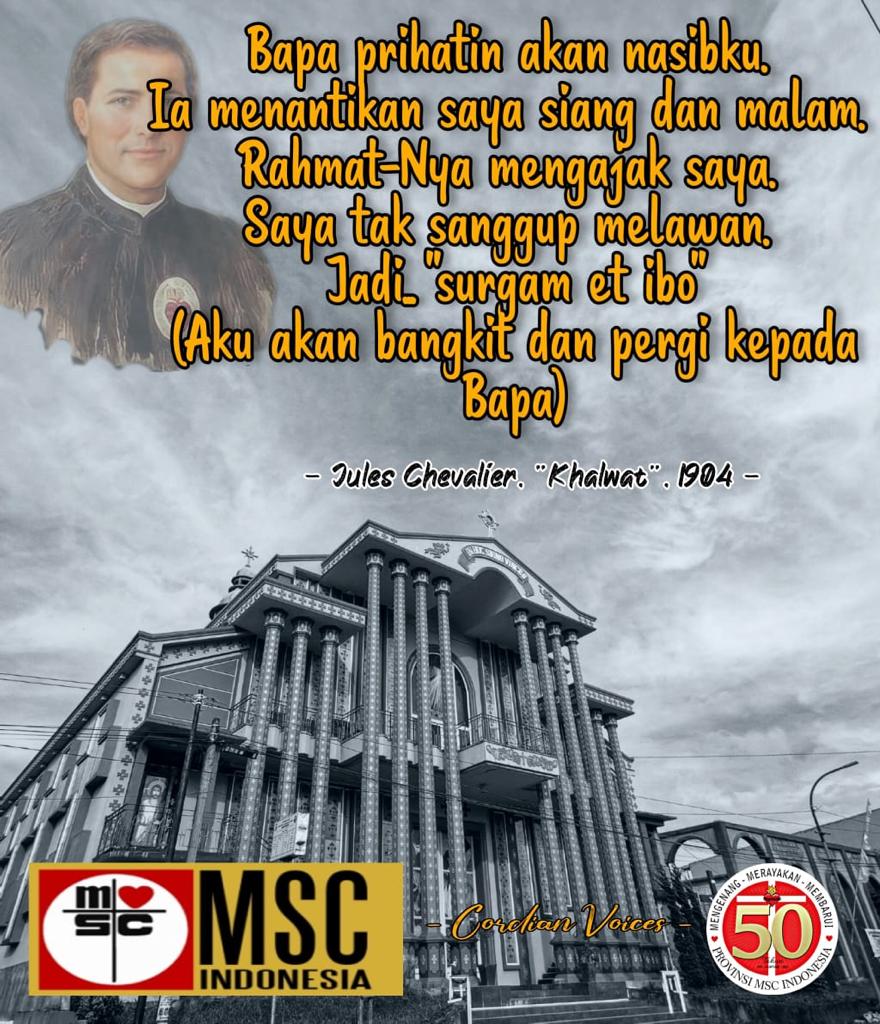 Bapa prihatin akan nasibku.
Ia menantikan saya siang dan malam.
Rahmat-Nya mengajak saya.
Saya tak sanggup melawan.
Jadi.. "surgam et ibo"
(Aku akan bangkit dan pergi kepada
Bapa)
- Jules Chevalier, "Khalwat", 1904 -
msc
MSC
INDONESIA
- Cordian Voices -
MENGENANG - MERAYAKAN - MEMBARUI
50
PROVINSI MSC INDONESIA